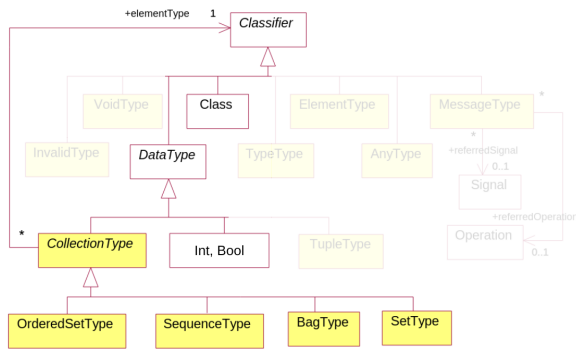 +elementType 1
Classifier
VoidType Class ElementType MessageType *
InvalidType DataType TypeType AnyType * +referredSignal
0..1
Signal
+referredOperation
* CollectionType Int, Bool TupleType Operation
0..1
OrderedSetType SequenceType BagType SetType